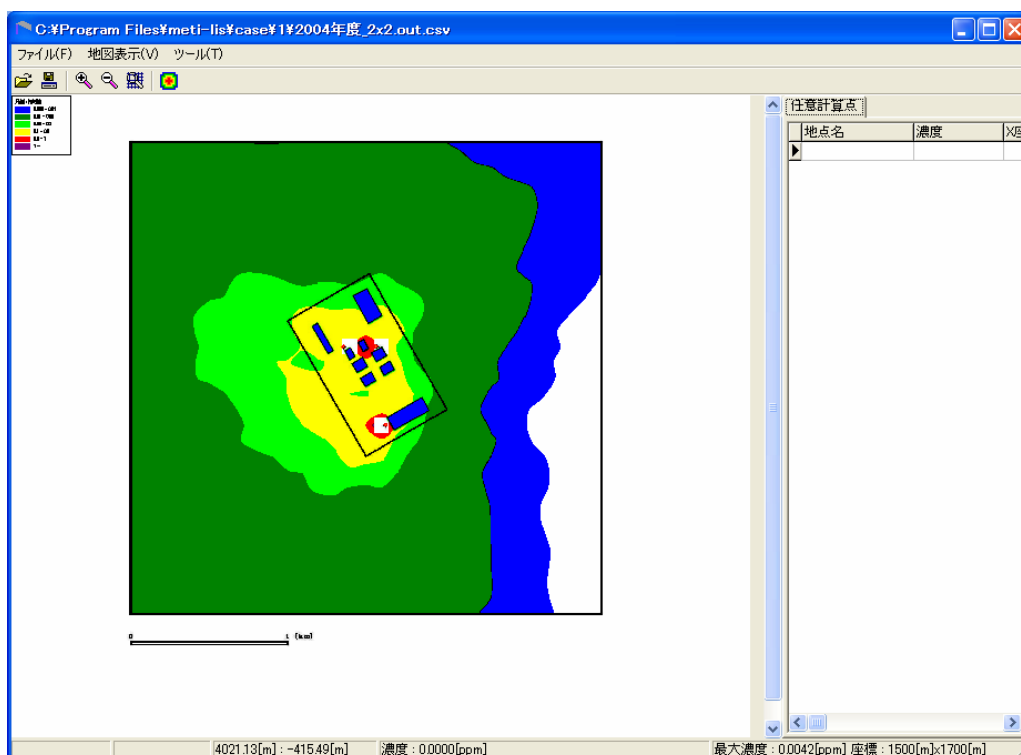 C:¥Program Files¥meti-lis¥case¥1¥2004年度_2x2.out.csv
ファイル(F) 地図表示(V) ツール(T)
任意計算点
地点名 濃度
0 1 [km]
4021.13[m] : -415.49[m] 濃度 : 0.0000[ppm] 最大濃度 : 0.0042[ppm] 座標 : 1500[m]x1700[m]